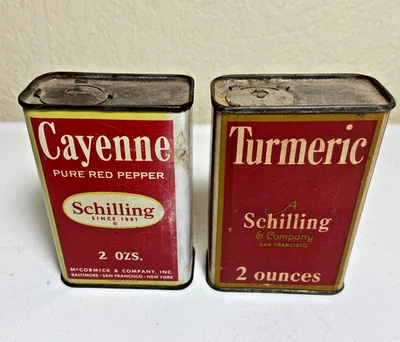 Cayenne
PURE RED PEPPER
Schilling
SINCE 1881
®
2 OZS.
McCORMICK & COMPANY, INC.
BALTIMORE · SAN FRANCISCO · NEW YORK
Turmeric
A
Schilling
& Company
SAN FRANCISCO
2 ounces